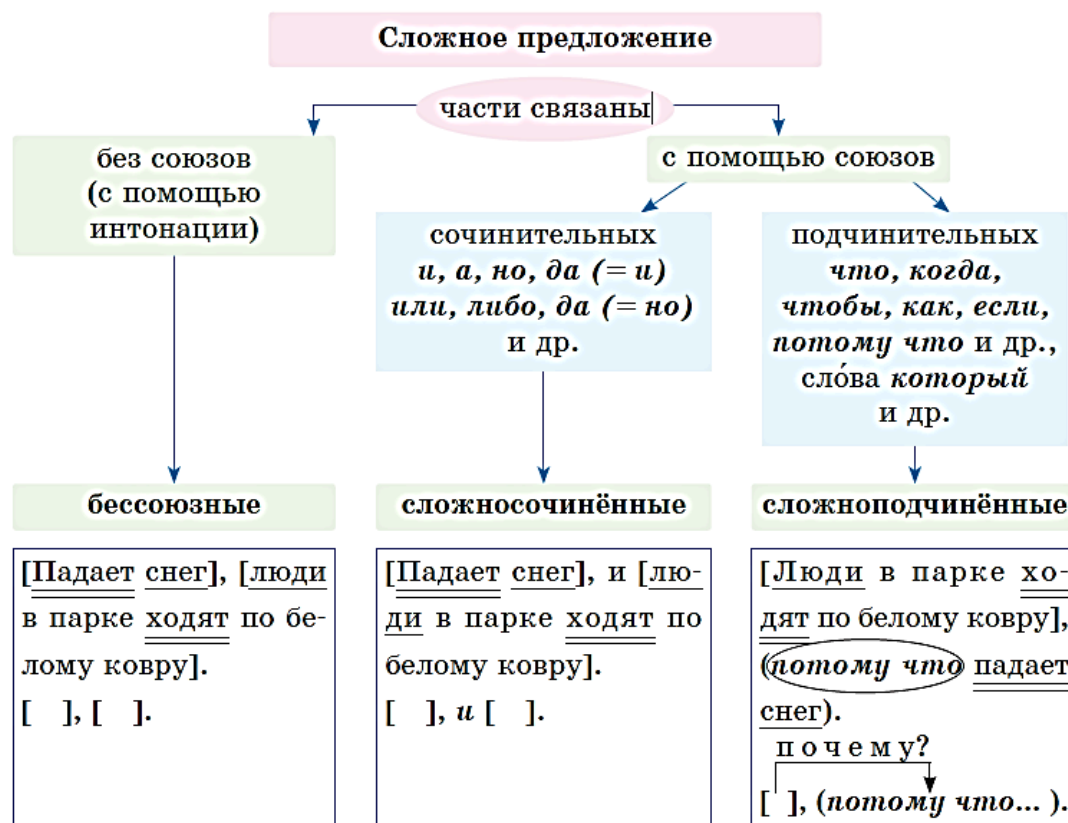 Сложное предложение
части связаны
без союзов
(с помощью
интонации)
с помощью союзов
сочинительных
и, а, но, да (= и)
или, либо, да (= но)
и др.
подчинительных
что, когда,
чтобы, как, если,
потому что и др.,
сло́ва который
и др.
бессоюзные
сложносочинённые
сложноподчинённые
[Падает снег], [люди
в парке ходят по бе-
лому ковру].
[ ], [ ].
[Падает снег], и [лю-
ди в парке ходят по
белому ковру].
[ ], и [ ].
[Люди в парке хо-
дят по белому ковру],
(потому что падает
снег).
почему?
[ ], (потому что... ).